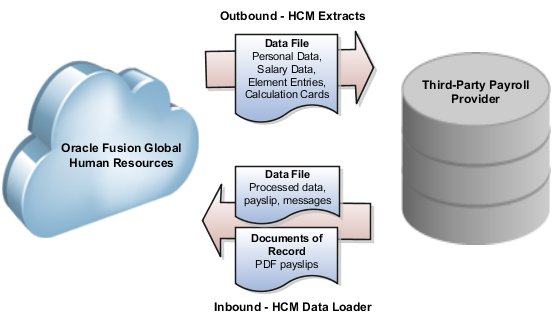 Outbound - HCM Extracts
Data File
Personal Data,
Salary Data,
Element Entries,
Calculation Cards
Oracle Fusion Global
Human Resources
Third-Party Payroll
Provider
Data File
Processed data,
payslip, messages
Documents of
Record
PDF payslips
Inbound - HCM Data Loader